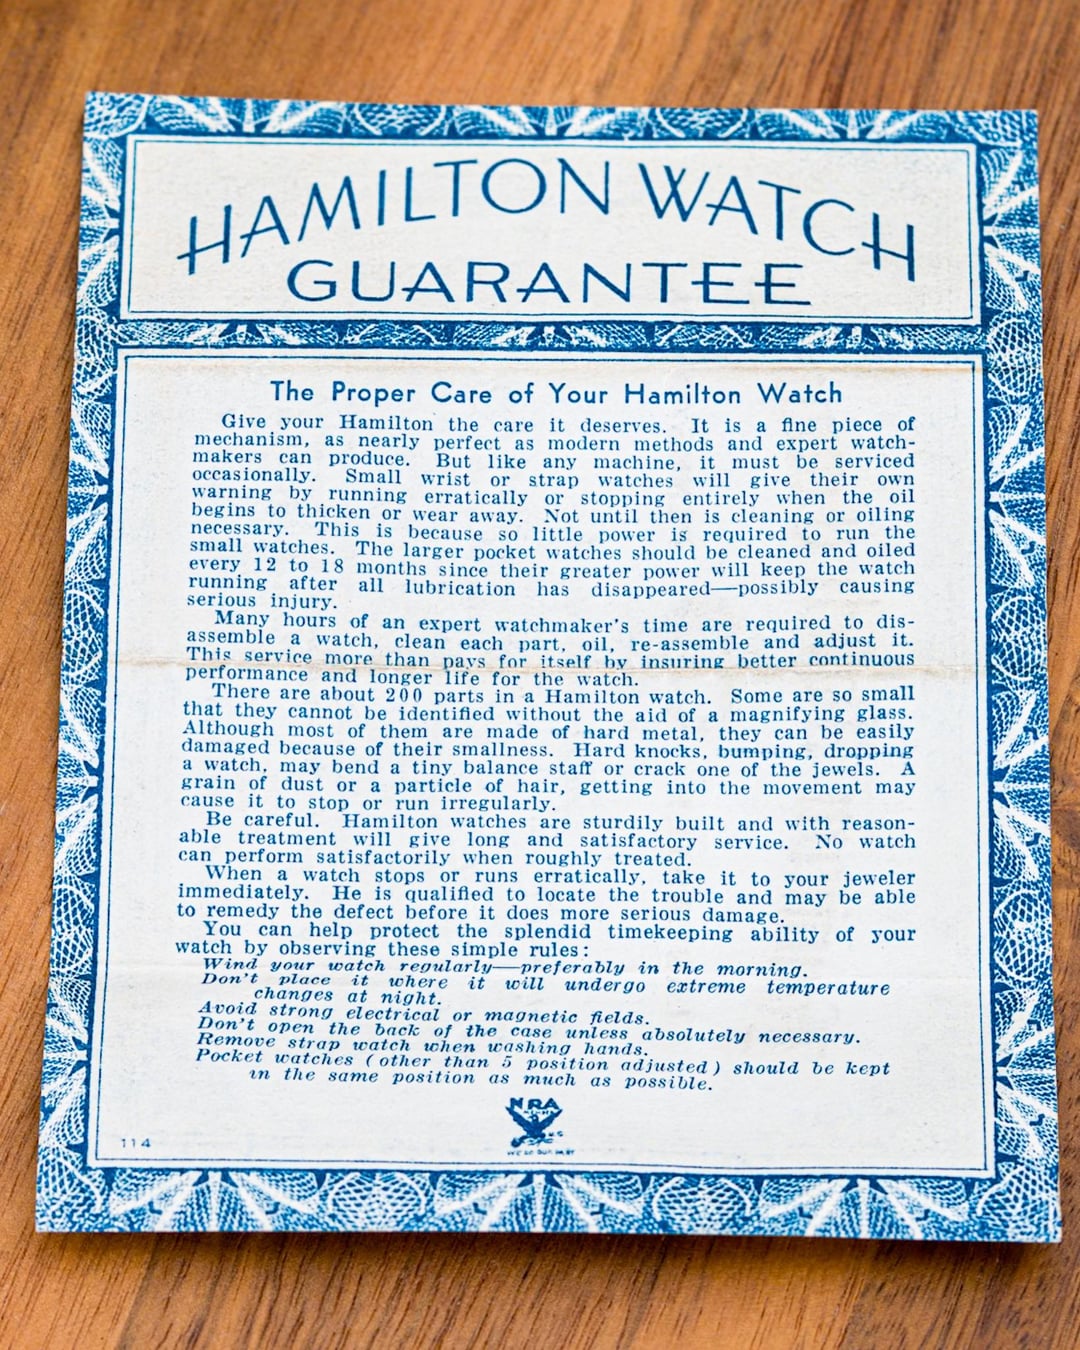 HAMILTON WATCH
GUARANTEE
The Proper Care of Your Hamilton Watch
Give your Hamilton the care it deserves. It is a fine piece of
mechanism, as nearly perfect as modern methods and expert watch-
makers can produce. But like any machine, it must be serviced
occasionally. Small wrist or strap watches will give their own
warning by running erratically or stopping entirely when the oil
begins to thicken or wear away. Not until then is cleaning or oiling
necessary. This is because so little power is required to run the
small watches. The larger pocket watches should be cleaned and oiled
every 12 to 18 months since their greater power will keep the watch
running after all lubrication has disappeared—possibly causing
serious injury.
Many hours of an expert watchmaker's time are required to dis-
assemble a watch, clean each part, oil, re-assemble and adjust it.
This service more than pays for itself by insuring better continuous
performance and longer life for the watch.
There are about 200 parts in a Hamilton watch. Some are so small
that they cannot be identified without the aid of a magnifying glass.
Although most of them are made of hard metal, they can be easily
damaged because of their smallness. Hard knocks, bumping, dropping
a watch, may bend a tiny balance staff or crack one of the jewels. A
grain of dust or a particle of hair, getting into the movement may
cause it to stop or run irregularly.
Be careful. Hamilton watches are sturdily built and with reason-
able treatment will give long and satisfactory service. No watch
can perform satisfactorily when roughly treated.
When a watch stops or runs erratically, take it to your jeweler
immediately. He is qualified to locate the trouble and may be able
to remedy the defect before it does more serious damage.
You can help protect the splendid timekeeping ability of your
watch by observing these simple rules:
Wind your watch regularly—preferably in the morning.
Don't place it where it will undergo extreme temperature
changes at night.
Avoid strong electrical or magnetic fields.
Don't open the back of the case unless absolutely necessary.
Remove strap watch when washing hands.
Pocket watches (other than 5 position adjusted) should be kept
in the same position as much as possible.
NRA
WE DO OUR PART
114